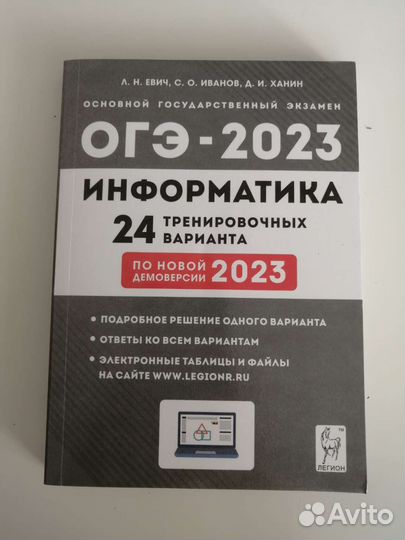 Л. Н. ЕВИЧ, С. О. ИВАНОВ, Д. И. ХАНИН
ОСНОВНОЙ ГОСУДАРСТВЕННЫЙ ЭКЗАМЕН
ОГЭ - 2023
ИНФОРМАТИКА
24 ТРЕНИРОВОЧНЫХ
ВАРИАНТА
ПО НОВОЙ
ДЕМОВЕРСИИ 2023
• ПОДРОБНОЕ РЕШЕНИЕ ОДНОГО ВАРИАНТА
• ОТВЕТЫ КО ВСЕМ ВАРИАНТАМ
• ЭЛЕКТРОННЫЕ ТАБЛИЦЫ И ФАЙЛЫ
НА САЙТЕ WWW.LEGIONR.RU
TM
ЛЕГИОН
Avito